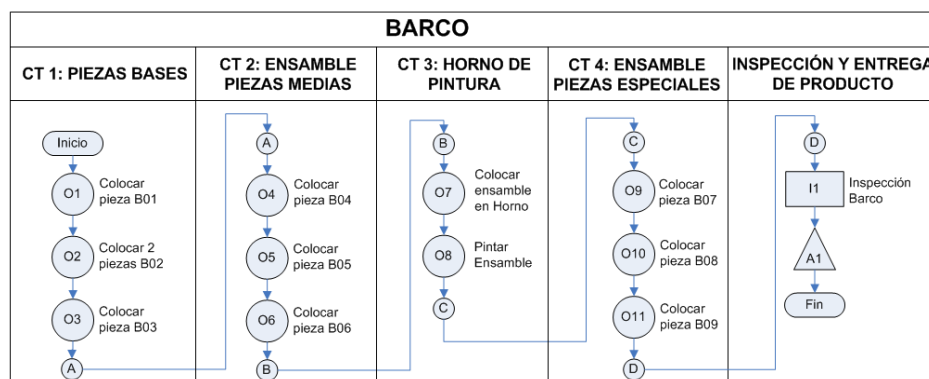 BARCO
CT 1: PIEZAS BASES
CT 2: ENSAMBLE
PIEZAS MEDIAS
CT 3: HORNO DE
PINTURA
CT 4: ENSAMBLE
PIEZAS ESPECIALES
INSPECCIÓN Y ENTREGA
DE PRODUCTO
Inicio
O1
Colocar
pieza B01
O2
Colocar 2
piezas B02
O3
Colocar
pieza B03
A
A
O4
Colocar
pieza B04
O5
Colocar
pieza B05
O6
Colocar
pieza B06
B
B
O7
Colocar
ensamble
en Horno
O8
Pintar
Ensamble
C
C
O9
Colocar
pieza B07
O10
Colocar
pieza B08
O11
Colocar
pieza B09
D
D
I1
Inspección
Barco
A1
Fin